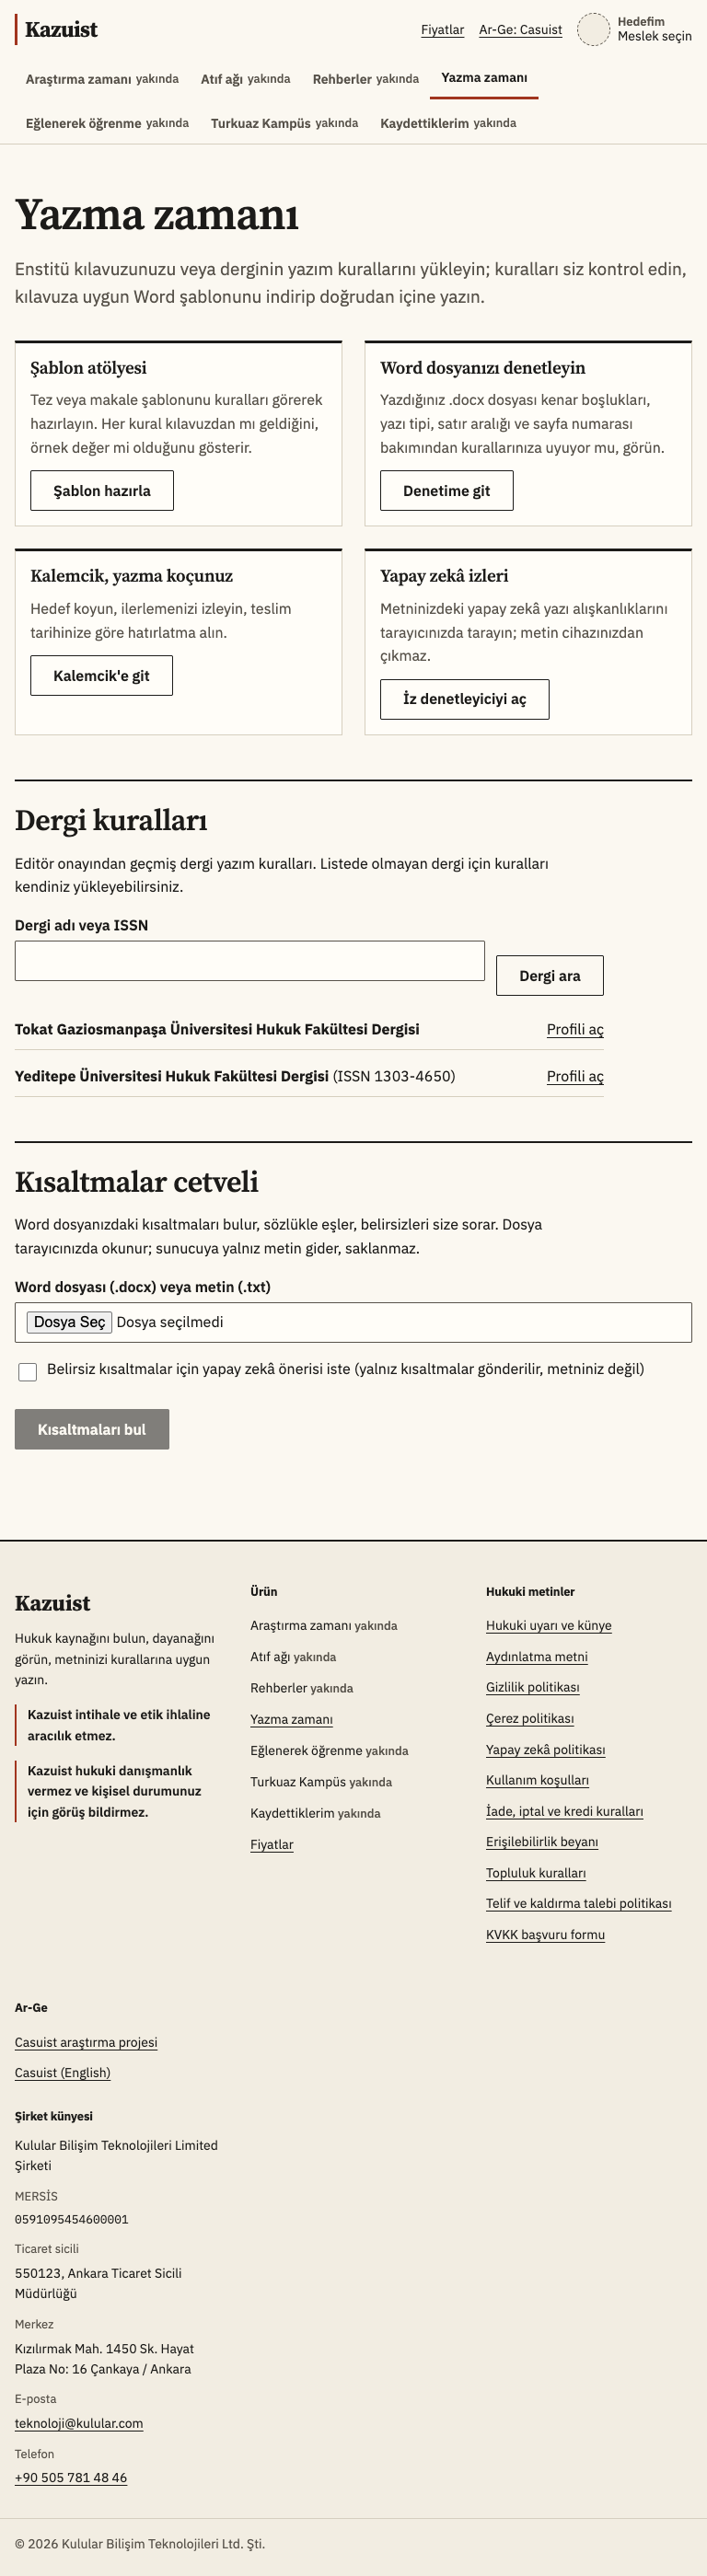 Kazuist
Fiyatlar
Ar-Ge: Casuist
Hedefim
Meslek seçin
Araştırma zamanı yakında
Atıf ağı yakında
Rehberler yakında
Yazma zamanı
Eğlenerek öğrenme yakında
Turkuaz Kampüs yakında
Kaydettiklerim yakında
Yazma zamanı
Enstitü kılavuzunuzu veya derginin yazım kurallarını yükleyin; kuralları siz kontrol edin,
kılavuza uygun Word şablonunu indirip doğrudan içine yazın.
Şablon atölyesi
Tez veya makale şablonunu kuralları görerek
hazırlayın. Her kural kılavuzdan mı geldiğini,
örnek değer mi olduğunu gösterir.
Şablon hazırla
Word dosyanızı denetleyin
Yazdığınız .docx dosyası kenar boşlukları,
yazı tipi, satır aralığı ve sayfa numarası
bakımından kurallarınıza uyuyor mu, görün.
Denetime git
Kalemcik, yazma koçunuz
Hedef koyun, ilerlemenizi izleyin, teslim
tarihinize göre hatırlatma alın.
Kalemcik'e git
Yapay zekâ izleri
Metninizdeki yapay zekâ yazı alışkanlıklarını
tarayıcınızda tarayın; metin cihazınızdan
çıkmaz.
İz denetleyiciyi aç
Dergi kuralları
Editör onayından geçmiş dergi yazım kuralları. Listede olmayan dergi için kuralları
kendiniz yükleyebilirsiniz.
Dergi adı veya ISSN
Dergi ara
Tokat Gaziosmanpaşa Üniversitesi Hukuk Fakültesi Dergisi
Profili aç
Yeditepe Üniversitesi Hukuk Fakültesi Dergisi (ISSN 1303-4650)
Profili aç
Kısaltmalar cetveli
Word dosyanızdaki kısaltmaları bulur, sözlükle eşler, belirsizleri size sorar. Dosya
tarayıcınızda okunur; sunucuya yalnız metin gider, saklanmaz.
Word dosyası (.docx) veya metin (.txt)
Dosya Seç Dosya seçilmedi
Belirsiz kısaltmalar için yapay zekâ önerisi iste (yalnız kısaltmalar gönderilir, metniniz değil)
Kısaltmaları bul
Kazuist
Hukuk kaynağını bulun, dayanağını
görün, metninizi kurallarına uygun
yazın.
Kazuist intihale ve etik ihlaline
aracılık etmez.
Kazuist hukuki danışmanlık
vermez ve kişisel durumunuz
için görüş bildirmez.
Ürün
Araştırma zamanı yakında
Atıf ağı yakında
Rehberler yakında
Yazma zamanı
Eğlenerek öğrenme yakında
Turkuaz Kampüs yakında
Kaydettiklerim yakında
Fiyatlar
Hukuki metinler
Hukuki uyarı ve künye
Aydınlatma metni
Gizlilik politikası
Çerez politikası
Yapay zekâ politikası
Kullanım koşulları
İade, iptal ve kredi kuralları
Erişilebilirlik beyanı
Topluluk kuralları
Telif ve kaldırma talebi politikası
KVKK başvuru formu
Ar-Ge
Casuist araştırma projesi
Casuist (English)
Şirket künyesi
Kulular Bilişim Teknolojileri Limited
Şirketi
MERSİS
0591095454600001
Ticaret sicili
550123, Ankara Ticaret Sicili
Müdürlüğü
Merkez
Kızılırmak Mah. 1450 Sk. Hayat
Plaza No: 16 Çankaya / Ankara
E-posta
teknoloji@kulular.com
Telefon
+90 505 781 48 46
© 2026 Kulular Bilişim Teknolojileri Ltd. Şti.